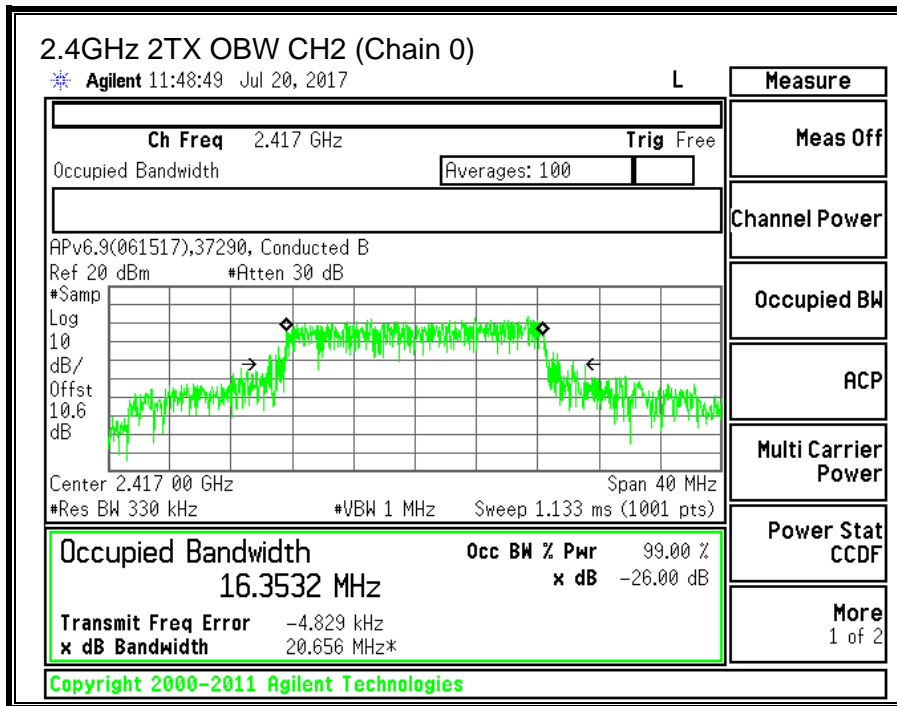 2.4GHz 2TX OBW CH2 (Chain 0)
Agilent 11:48:49 Jul 20, 2017 L
Measure
Ch Freq 2.417 GHz Trig Free
Meas Off
Occupied Bandwidth Averages: 100
Channel Power
APv6.9(061517),37290, Conducted B
Ref 20 dBm #Atten 30 dB
#Samp
Log
10
dB/
Offst
10.6
dB
Occupied BW
ACP
Multi Carrier
Power
Center 2.417 00 GHz Span 40 MHz
#Res BW 330 kHz #VBW 1 MHz Sweep 1.133 ms (1001 pts)
Power Stat
CCDF
Occupied Bandwidth Occ BW % Pwr 99.00 %
16.3532 MHz x dB -26.00 dB
Transmit Freq Error -4.829 kHz
x dB Bandwidth 20.656 MHz*
More
1 of 2
Copyright 2000-2011 Agilent Technologies